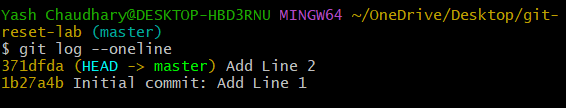 Yash Chaudhary@DESKTOP-HBD3RNU MINGW64 ~/OneDrive/Desktop/git-
reset-lab (master)
$ git log --oneline
371dfda (HEAD -> master) Add Line 2
1b27a4b Initial commit: Add Line 1